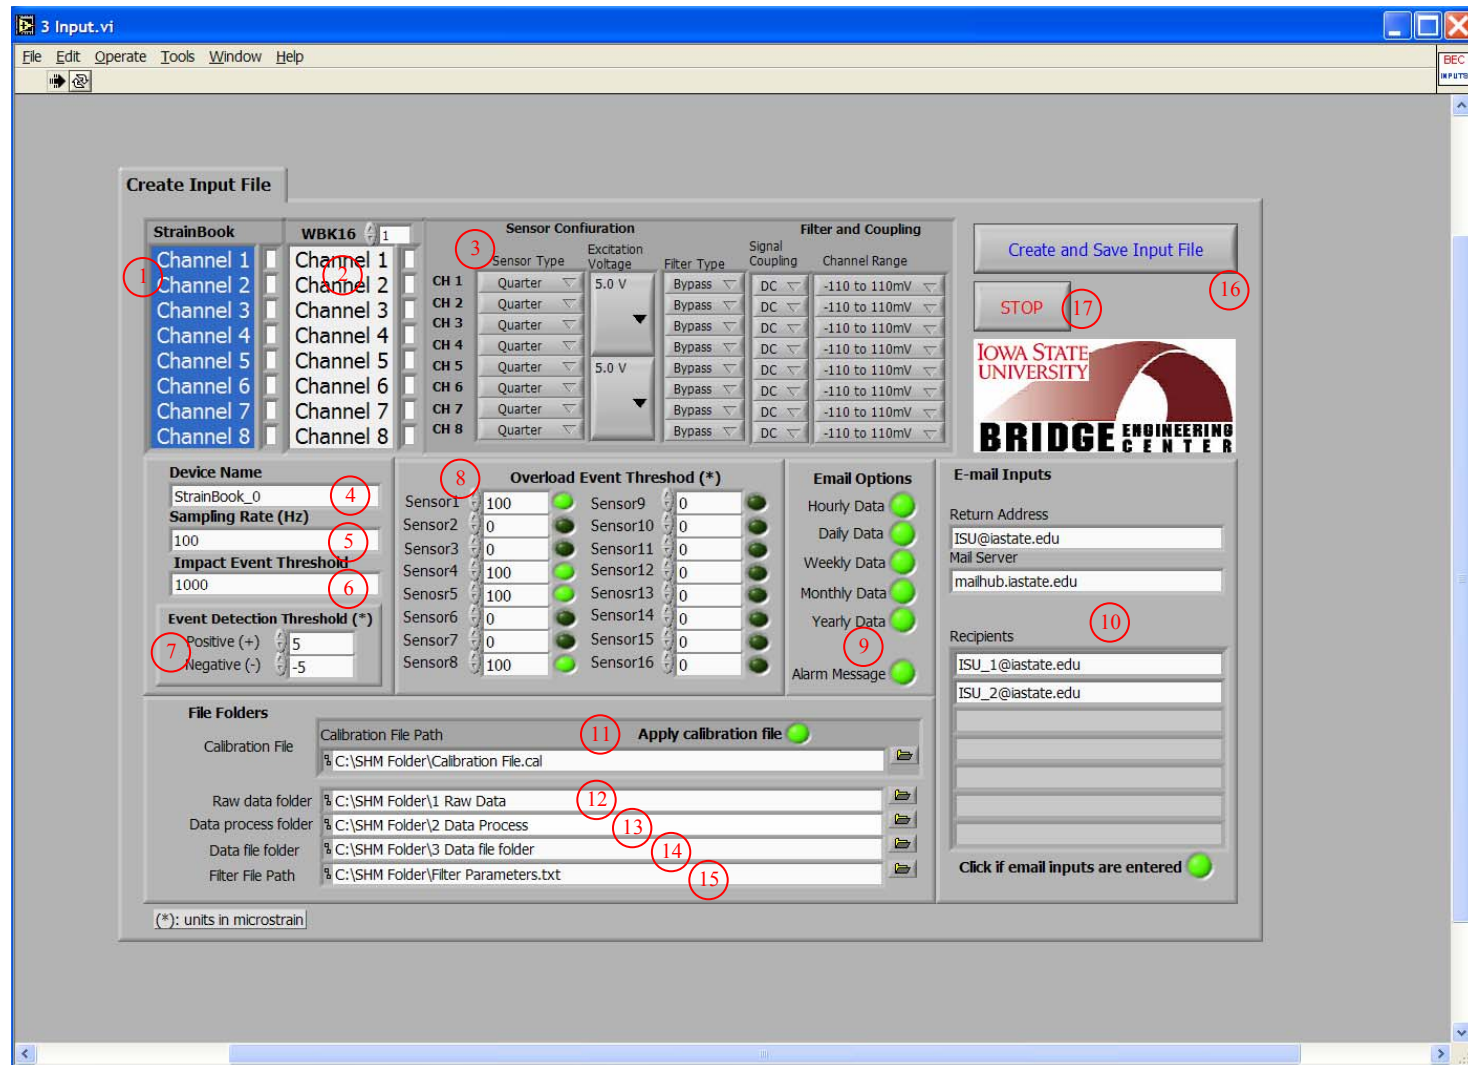 3 Input.vi
File Edit Operate Tools Window Help
BEC
INPUTS
Create Input File
StrainBook
WBK16 1
Sensor Confiuration
Filter and Coupling
Sensor Type Excitation Voltage Filter Type Signal Coupling Channel Range
1 2 3
Channel 1 Channel 1
Channel 2 Channel 2
Channel 3 Channel 3
Channel 4 Channel 4
Channel 5 Channel 5
Channel 6 Channel 6
Channel 7 Channel 7
Channel 8 Channel 8
CH 1 Quarter 5.0 V Bypass DC -110 to 110mV
CH 2 Quarter Bypass DC -110 to 110mV
CH 3 Quarter Bypass DC -110 to 110mV
CH 4 Quarter Bypass DC -110 to 110mV
CH 5 Quarter 5.0 V Bypass DC -110 to 110mV
CH 6 Quarter Bypass DC -110 to 110mV
CH 7 Quarter Bypass DC -110 to 110mV
CH 8 Quarter Bypass DC -110 to 110mV
Create and Save Input File
16
STOP 17
IOWA STATE
UNIVERSITY
BRIDGE ENGINEERING
CENTER
Device Name
StrainBook_0 4
Sampling Rate (Hz)
100 5
Impact Event Threshold
1000 6
Event Detection Threshold (*)
7
Positive (+) 5
Negative (-) -5
8 Overload Event Threshod (*)
Sensor1 100 Sensor9 0
Sensor2 0 Sensor10 0
Sensor3 0 Sensor11 0
Sensor4 100 Sensor12 0
Senosr5 100 Senosr13 0
Sensor6 0 Sensor14 0
Sensor7 0 Sensor15 0
Sensor8 100 Sensor16 0
Email Options
Hourly Data
Daily Data
Weekly Data
Monthly Data
Yearly Data
9
Alarm Message
E-mail Inputs
Return Address
ISU@iastate.edu
Mail Server
mailhub.iastate.edu
10
Recipients
ISU_1@iastate.edu
ISU_2@iastate.edu
Click if email inputs are entered
File Folders
Calibration File
Calibration File Path 11 Apply calibration file
C:\SHM Folder\Calibration File.cal
Raw data folder C:\SHM Folder\1 Raw Data 12
Data process folder C:\SHM Folder\2 Data Process 13
Data file folder C:\SHM Folder\3 Data file folder 14
Filter File Path C:\SHM Folder\Filter Parameters.txt 15
(*): units in microstrain